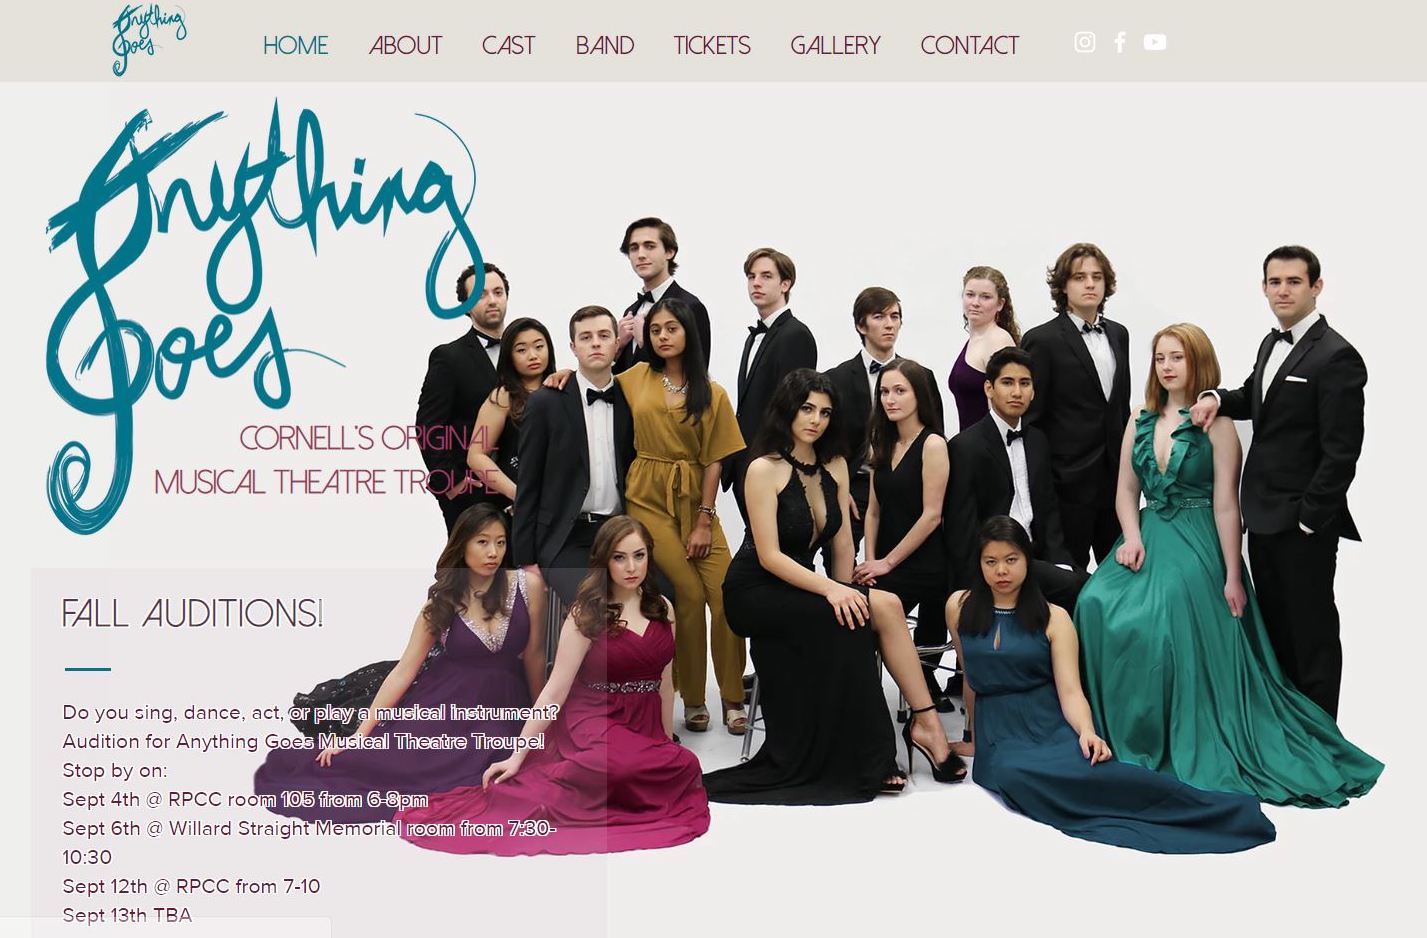 Anything
Goes
HOME ABOUT CAST BAND TICKETS GALLERY CONTACT
Anything
Goes
CORNELL'S ORIGINAL
MUSICAL THEATRE TROUPE
FALL AUDITIONS!
Do you sing, dance, act, or play a musical instrument?
Audition for Anything Goes Musical Theatre Troupe!
Stop by on:
Sept 4th @ RPCC room 105 from 6-8pm
Sept 6th @ Willard Straight Memorial room from 7:30-
10:30
Sept 12th @ RPCC from 7-10
Sept 13th TBA